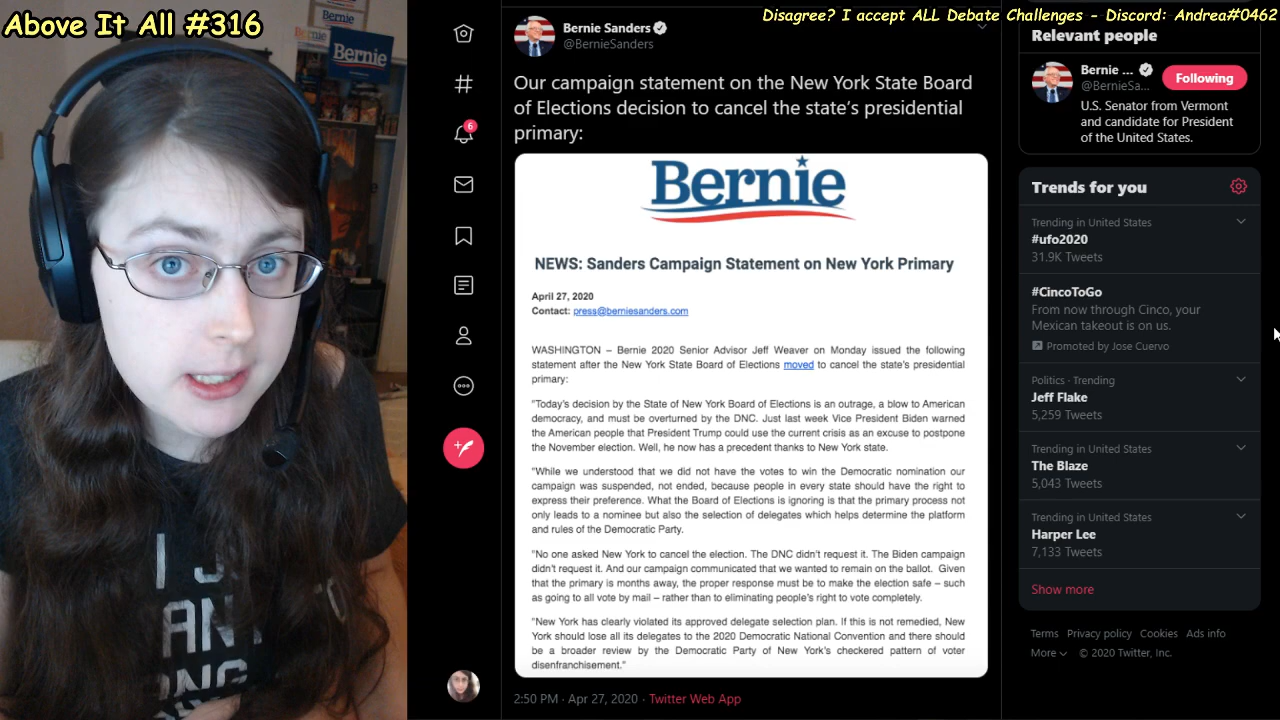 Above It All #316
Disagree? I accept ALL Debate Challenges - Discord: Andrea#0462
Bernie
Bernie Sanders
@BernieSanders
Our campaign statement on the New York State Board
of Elections decision to cancel the state's presidential
primary:
Bernie
NEWS: Sanders Campaign Statement on New York Primary
April 27, 2020
Contact: press@berniesanders.com
WASHINGTON – Bernie 2020 Senior Advisor Jeff Weaver on Monday issued the following
statement after the New York State Board of Elections moved to cancel the state's presidential
primary:
"Today's decision by the State of New York Board of Elections is an outrage, a blow to American
democracy, and must be overturned by the DNC. Just last week Vice President Biden warned
the American people that President Trump could use the current crisis as an excuse to postpone
the November election. Well, he now has a precedent thanks to New York state.
"While we understood that we did not have the votes to win the Democratic nomination our
campaign was suspended, not ended, because people in every state should have the right to
express their preference. What the Board of Elections is ignoring is that the primary process not
only leads to a nominee but also the selection of delegates which helps determine the platform
and rules of the Democratic Party.
"No one asked New York to cancel the election. The DNC didn't request it. The Biden campaign
didn't request it. And our campaign communicated that we wanted to remain on the ballot. Given
that the primary is months away, the proper response must be to make the election safe – such
as going to all vote by mail – rather than to eliminating people's right to vote completely.
"New York has clearly violated its approved delegate selection plan. If this is not remedied, New
York should lose all its delegates to the 2020 Democratic National Convention and there should
be a broader review by the Democratic Party of New York's checkered pattern of voter
disenfranchisement."
2:50 PM · Apr 27, 2020 · Twitter Web App
6
Relevant people
Bernie ...
@BernieSa...
Following
U.S. Senator from Vermont
and candidate for President
of the United States.
Trends for you
Trending in United States
#ufo2020
31.9K Tweets
#CincoToGo
From now through Cinco, your
Mexican takeout is on us.
Promoted by Jose Cuervo
Politics · Trending
Jeff Flake
5,259 Tweets
Trending in United States
The Blaze
5,043 Tweets
Trending in United States
Harper Lee
7,133 Tweets
Show more
Terms Privacy policy Cookies Ads info
More © 2020 Twitter, Inc.
Bernie